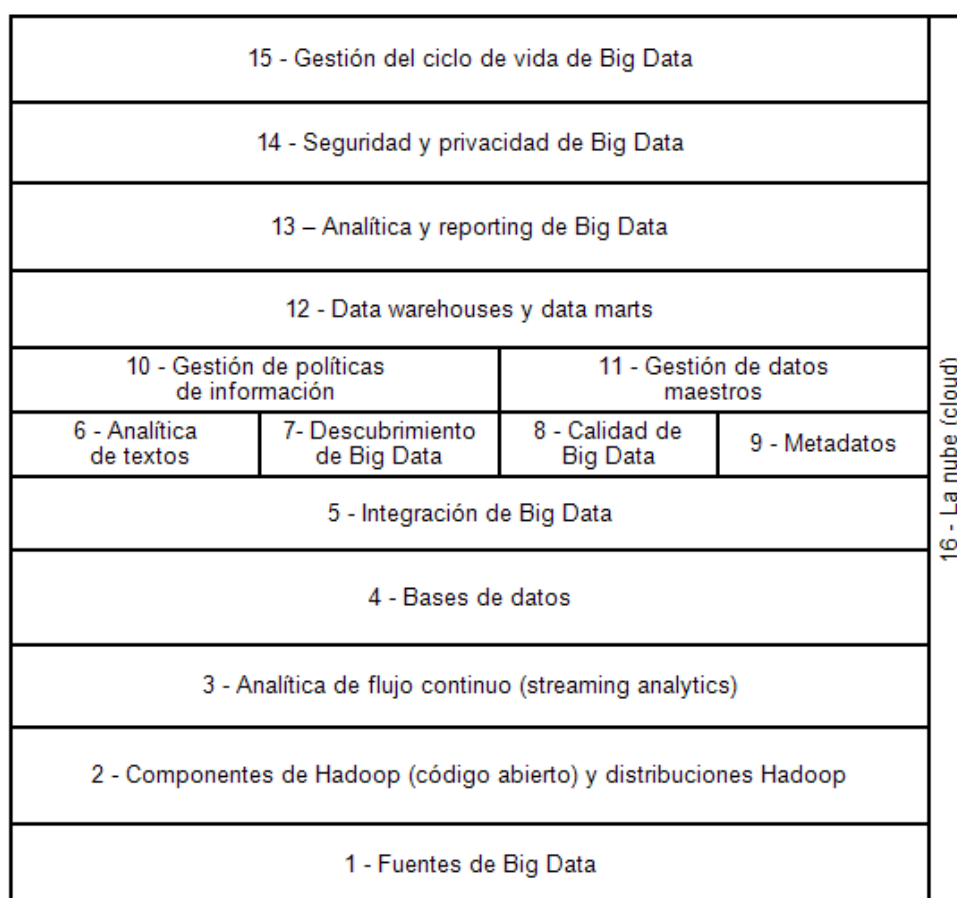 15 - Gestión del ciclo de vida de Big Data
14 - Seguridad y privacidad de Big Data
13 – Analítica y reporting de Big Data
12 - Data warehouses y data marts
10 - Gestión de políticas
de información
11 - Gestión de datos
maestros
6 - Analítica
de textos
7- Descubrimiento
de Big Data
8 - Calidad de
Big Data
9 - Metadatos
5 - Integración de Big Data
4 - Bases de datos
3 - Analítica de flujo continuo (streaming analytics)
2 - Componentes de Hadoop (código abierto) y distribuciones Hadoop
1 - Fuentes de Big Data
16 - La nube (cloud)